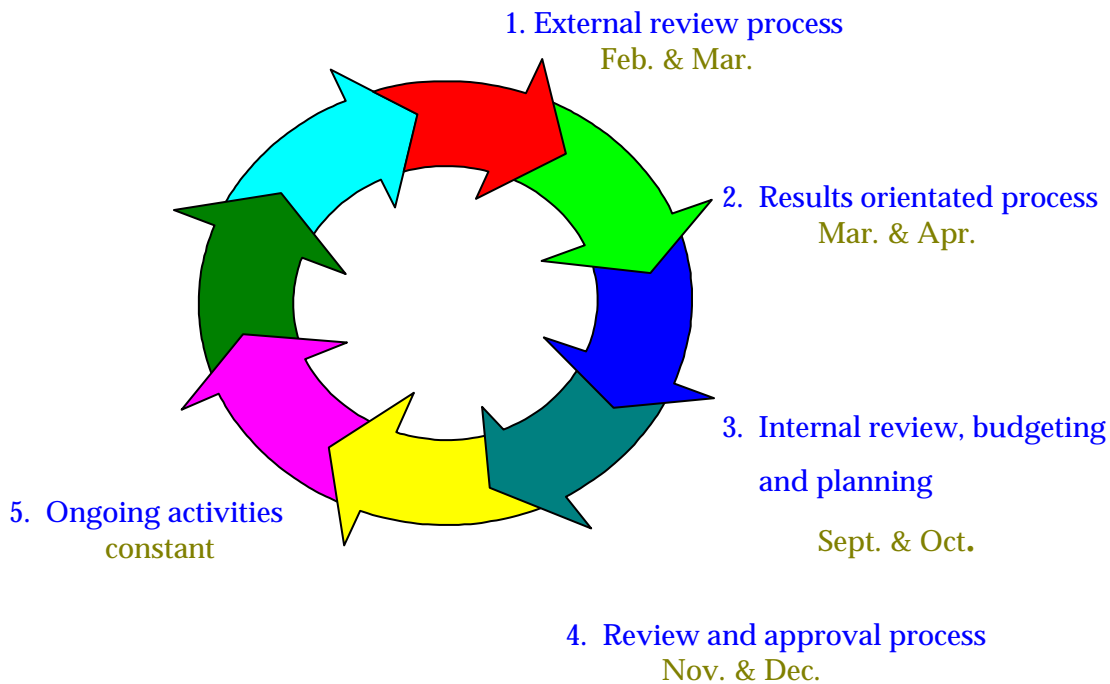 1. External review process
Feb. & Mar.
2. Results orientated process
Mar. & Apr.
3. Internal review, budgeting
and planning
Sept. & Oct.
4. Review and approval process
Nov. & Dec.
5. Ongoing activities
constant